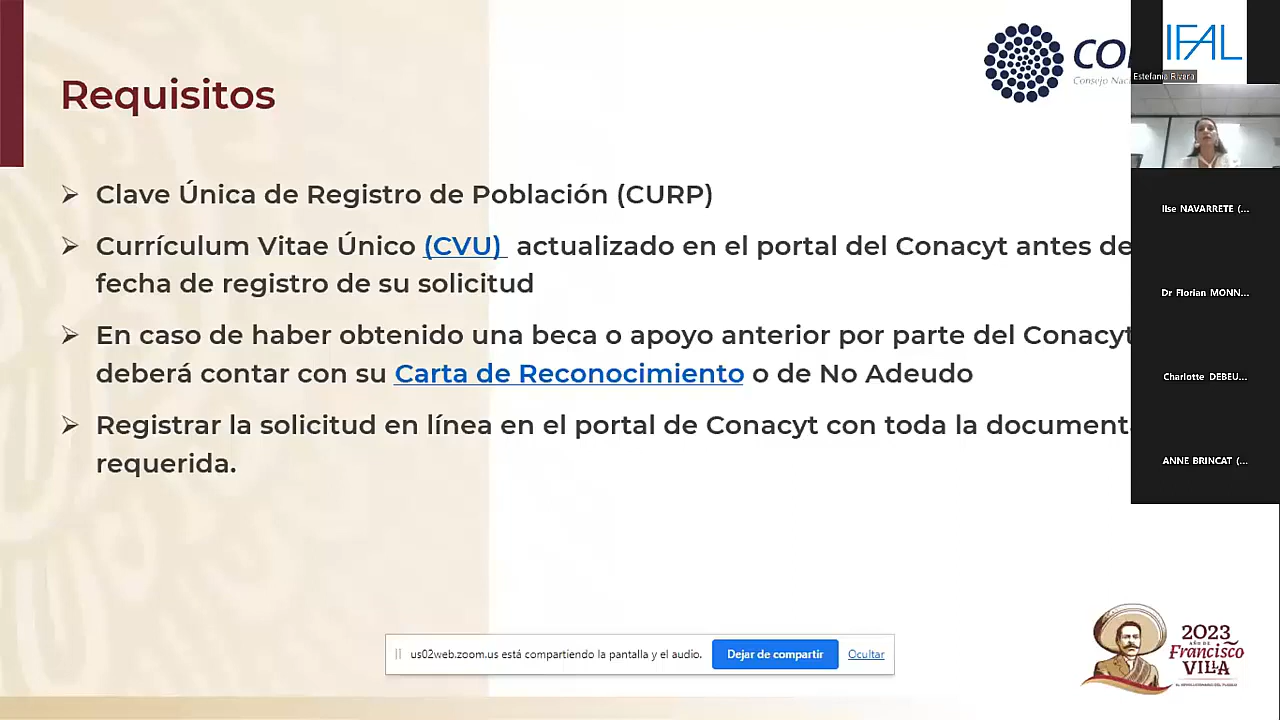 Requisitos
Clave Única de Registro de Población (CURP)
Currículum Vitae Único (CVU) actualizado en el portal del Conacyt antes de
fecha de registro de su solicitud
En caso de haber obtenido una beca o apoyo anterior por parte del Conacyt
deberá contar con su Carta de Reconocimiento o de No Adeudo
Registrar la solicitud en línea en el portal de Conacyt con toda la document
requerida.
CO
Consejo Nac
IFAL
Estefania Rivera
Ilse NAVARRETE (...
Dr Florian MONN...
Charlotte DEBEU...
ANNE BRINCAT (...
us02web.zoom.us está compartiendo la pantalla y el audio.
Dejar de compartir
Ocultar
2023
AÑO DE
Francisco
VILLA
EL REVOLUCIONARIO DEL PUEBLO